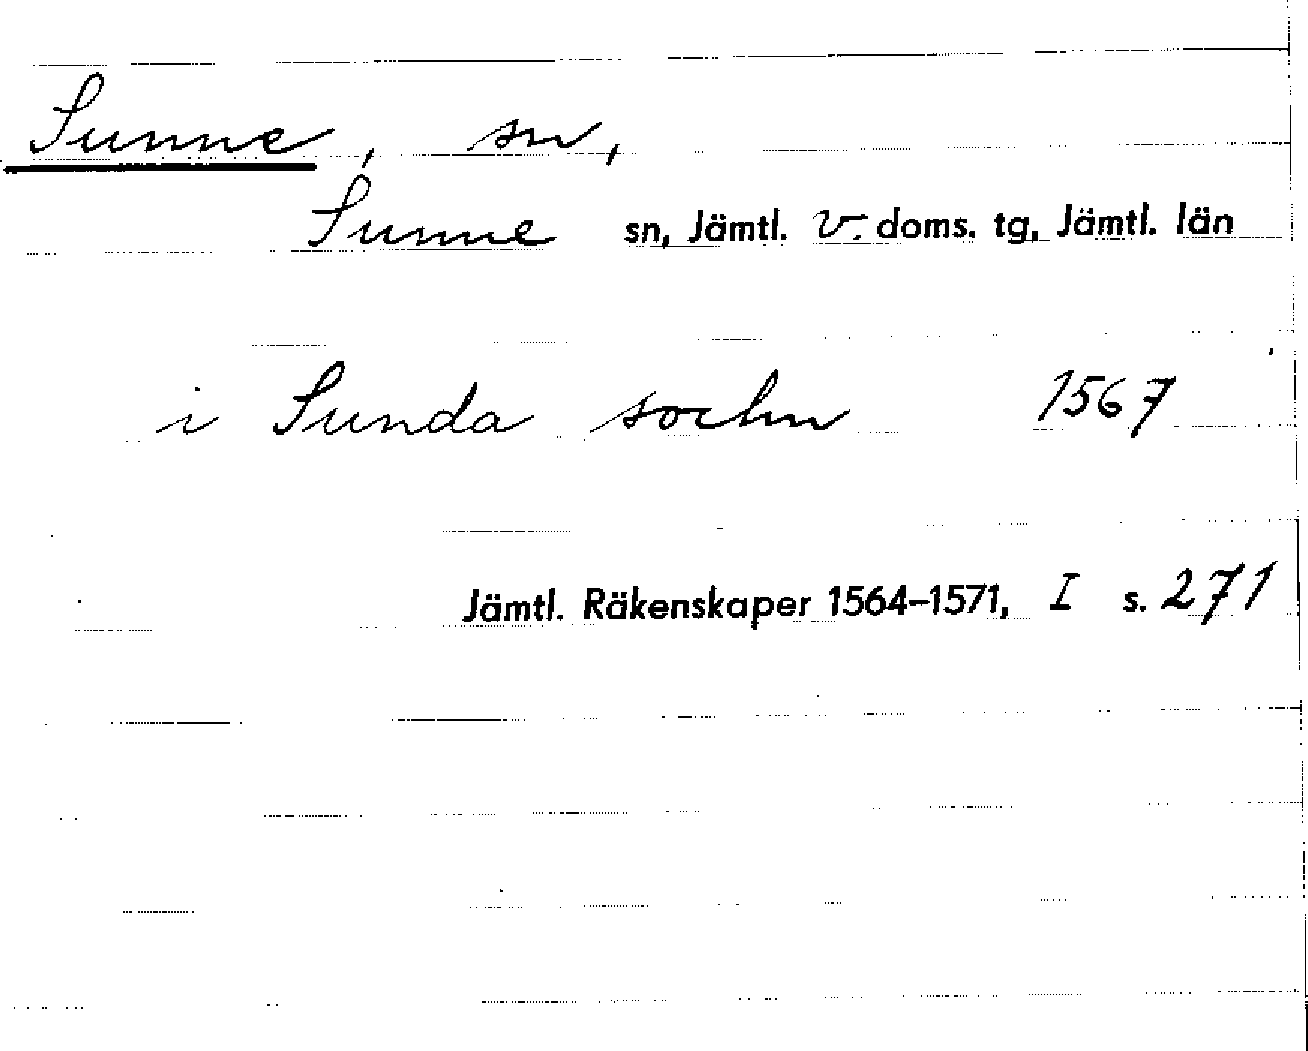 Sunne, sn,
Sunne sn, Jämtl. v. doms. tg, Jämtl. län
i Sunda sochn 1567
Jämtl. Räkenskaper 1564-1571, I s. 271